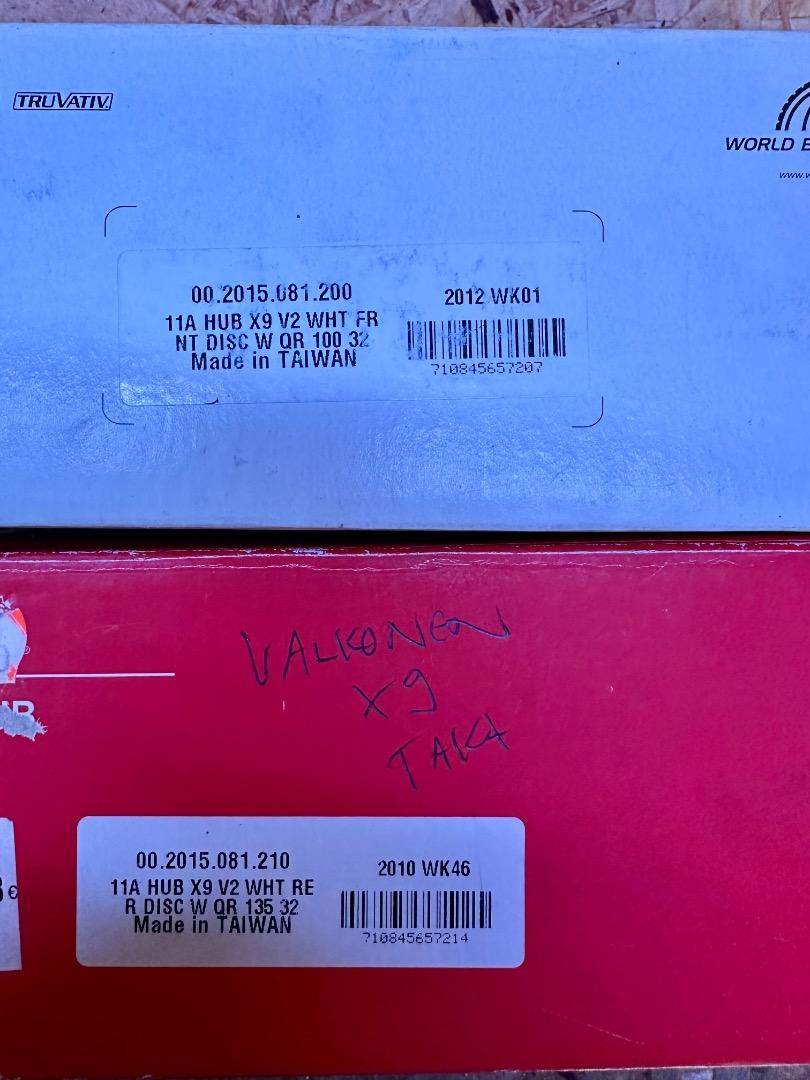 TRUVATIV.
WORLD
www.
00.2015.081.200
2012 WK01
11A HUB X9 V2 WHT FR
NT DISC W QR 100 32
Made in TAIWAN
710845657207
VALKONEN
X9
TAKA
00.2015.081.210
2010 WK46
11A HUB X9 V2 WHT RE
R DISC W QR 135 32
Made in TAIWAN
710845657214
€